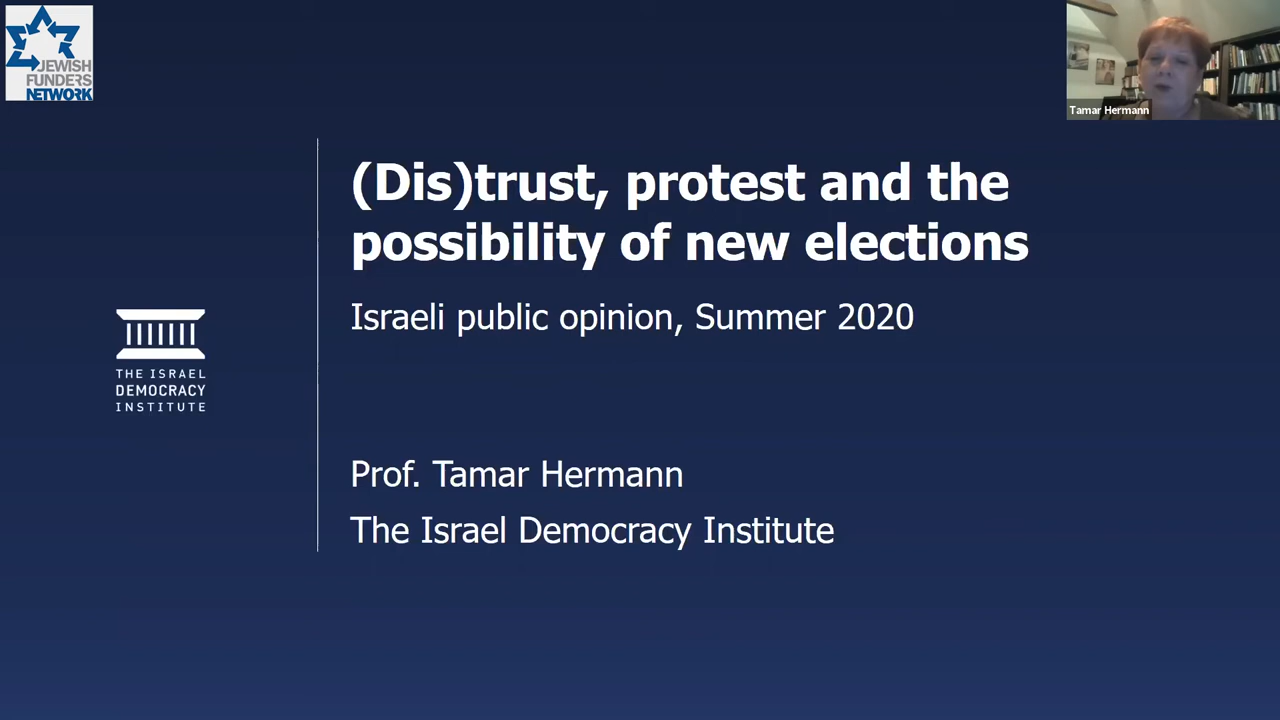 JEWISH
FUNDERS
NETWORK
Tamar Hermann
(Dis)trust, protest and the
possibility of new elections
Israeli public opinion, Summer 2020
THE ISRAEL
DEMOCRACY
INSTITUTE
Prof. Tamar Hermann
The Israel Democracy Institute